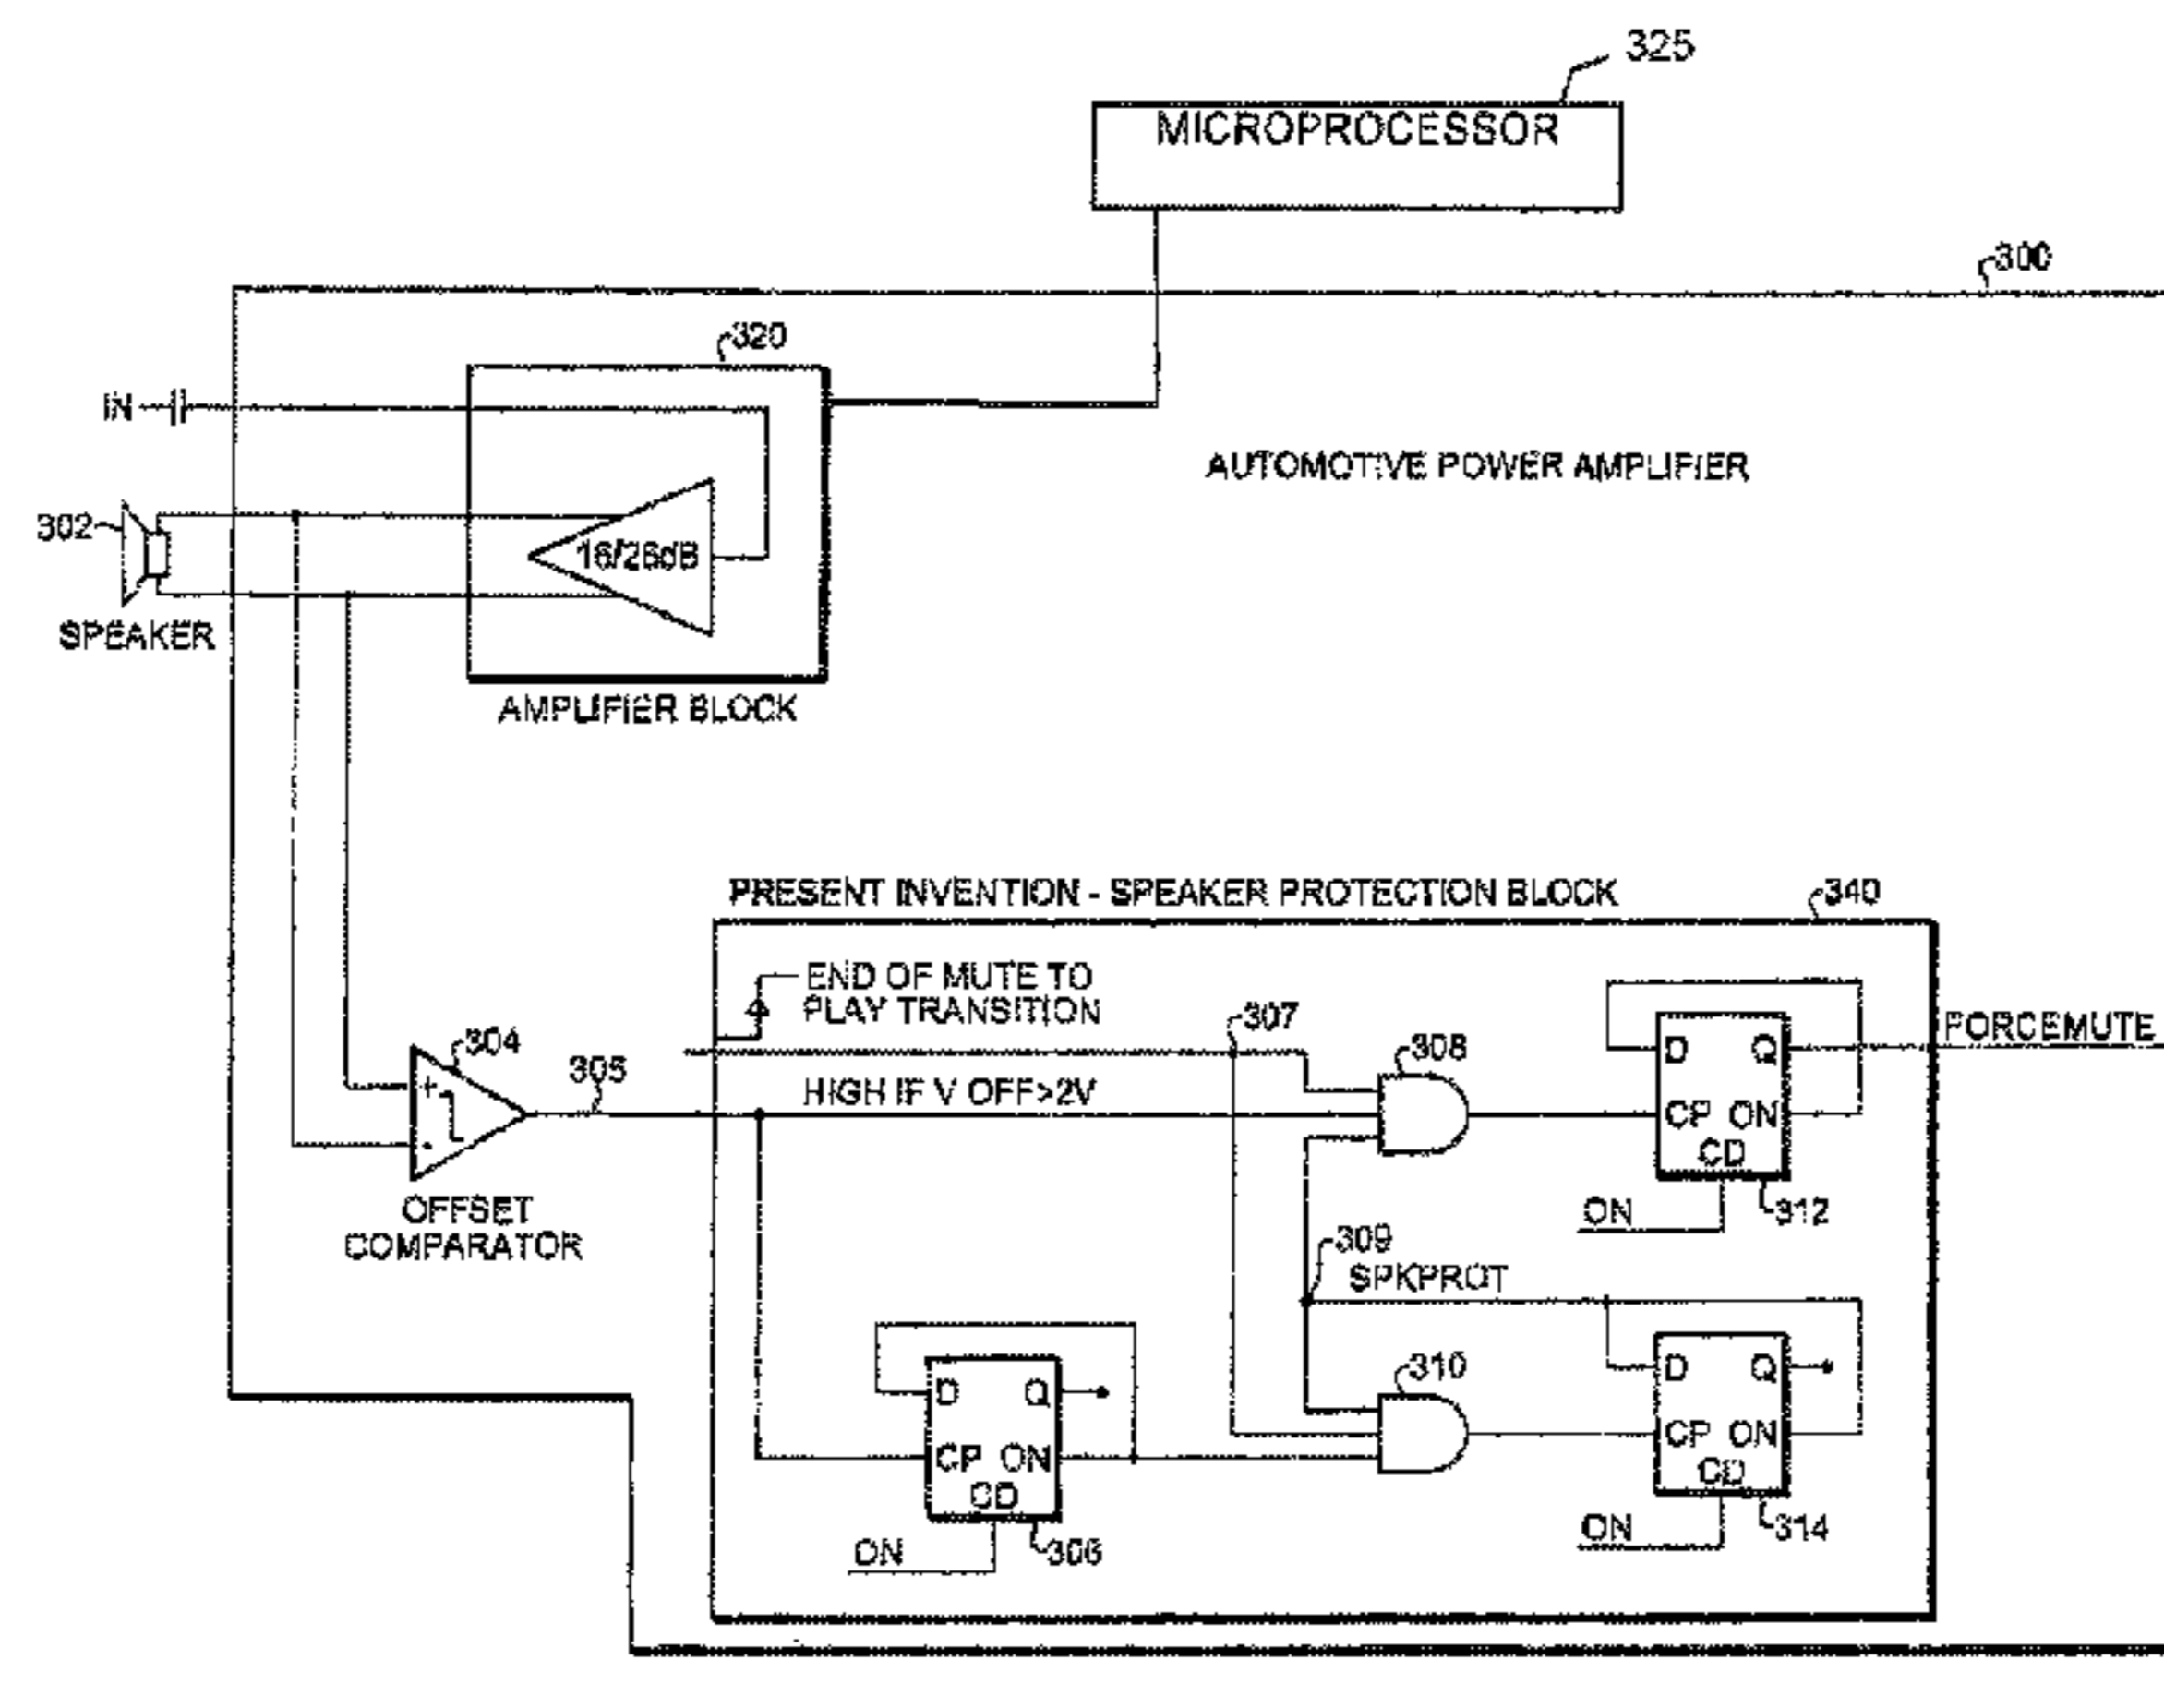 325
MICROPROCESSOR
300
320
IN
AUTOMOTIVE POWER AMPLIFIER
302
16/26dB
SPEAKER
AMPLIFIER BLOCK
PRESENT INVENTION - SPEAKER PROTECTION BLOCK
340
END OF MUTE TO
PLAY TRANSITION
307
304
305
308
FORCEMUTE
D Q
+
HIGH IF V OFF>2V
CP ON
-
CD
OFFSET
COMPARATOR
ON
312
309
SPKPROT
310
D Q
D Q
CP ON
CP ON
CD
CD
ON
314
ON
306